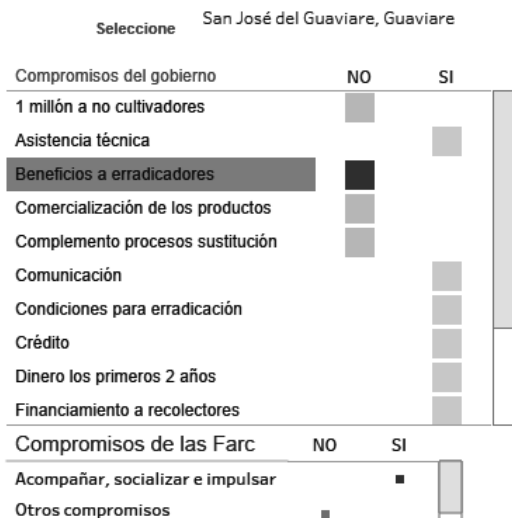 San José del Guaviare, Guaviare
Seleccione
Compromisos del gobierno NO SI
1 millón a no cultivadores
Asistencia técnica
Beneficios a erradicadores
Comercialización de los productos
Complemento procesos sustitución
Comunicación
Condiciones para erradicación
Crédito
Dinero los primeros 2 años
Financiamiento a recolectores
Compromisos de las Farc NO SI
Acompañar, socializar e impulsar
Otros compromisos